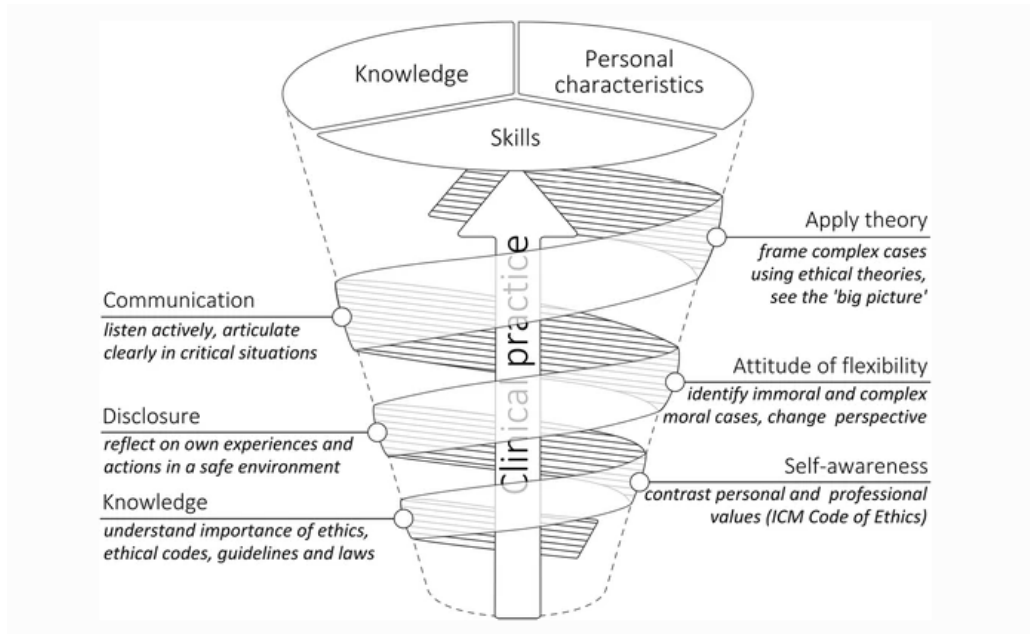 Knowledge
Personal
characteristics
Skills
Clinical practice
Apply theory
frame complex cases
using ethical theories,
see the 'big picture'
Communication
listen actively, articulate
clearly in critical situations
Attitude of flexibility
identify immoral and complex
moral cases, change perspective
Disclosure
reflect on own experiences and
actions in a safe environment
Self-awareness
contrast personal and professional
values (ICM Code of Ethics)
Knowledge
understand importance of ethics,
ethical codes, guidelines and laws